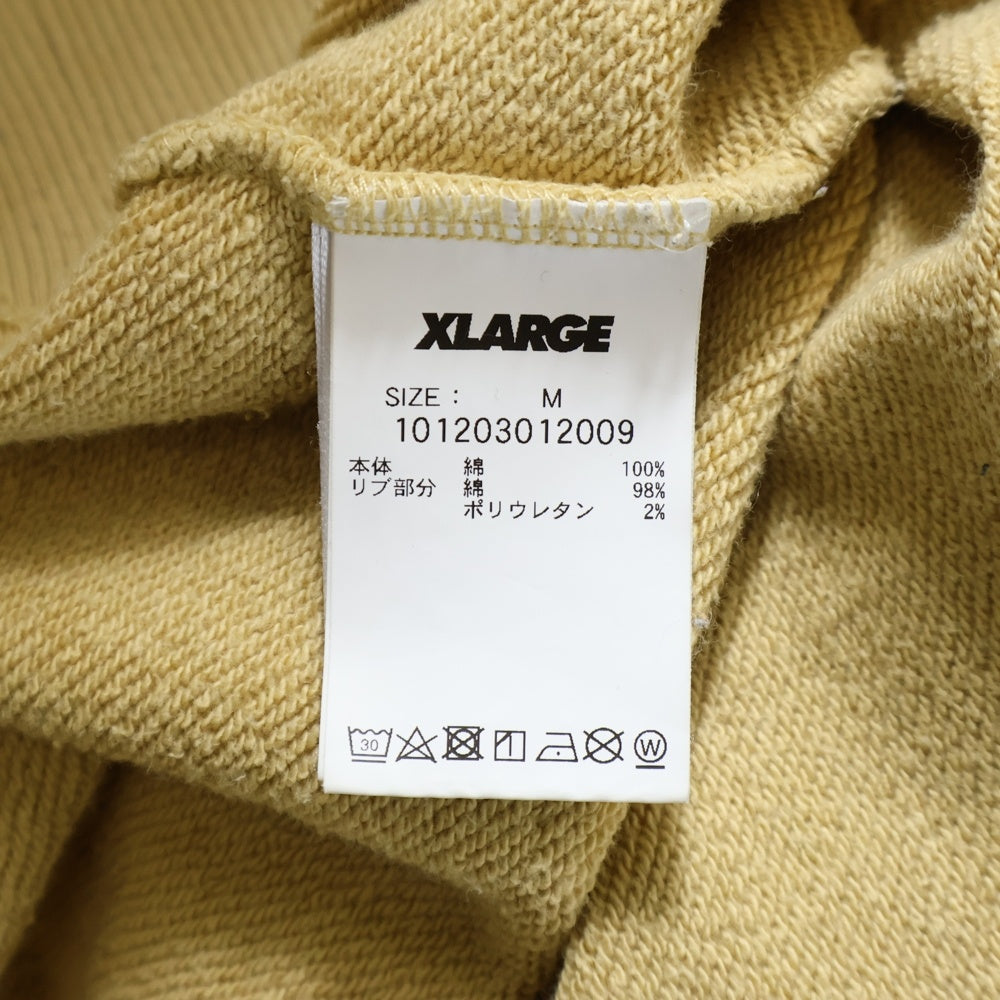 XLARGE
SIZE : M
101203012009
本体 綿 100%
リブ部分 綿 98%
ポリウレタン 2%
30 W